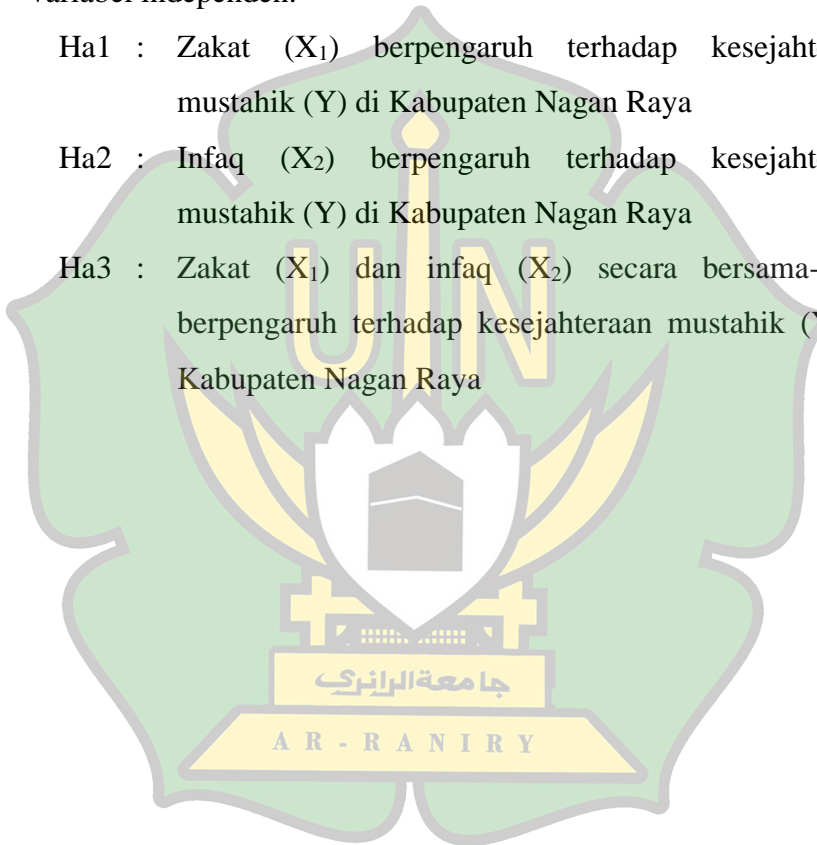 variabel independen.
Ha1 : Zakat (X₁) berpengaruh terhadap kesejaht
mustahik (Y) di Kabupaten Nagan Raya
Ha2 : Infaq (X₂) berpengaruh terhadap kesejaht
mustahik (Y) di Kabupaten Nagan Raya
Ha3 : Zakat (X₁) dan infaq (X₂) secara bersama-
berpengaruh terhadap kesejahteraan mustahik (Y
Kabupaten Nagan Raya
UIN
جامعة الرانري
AR-RANIRY